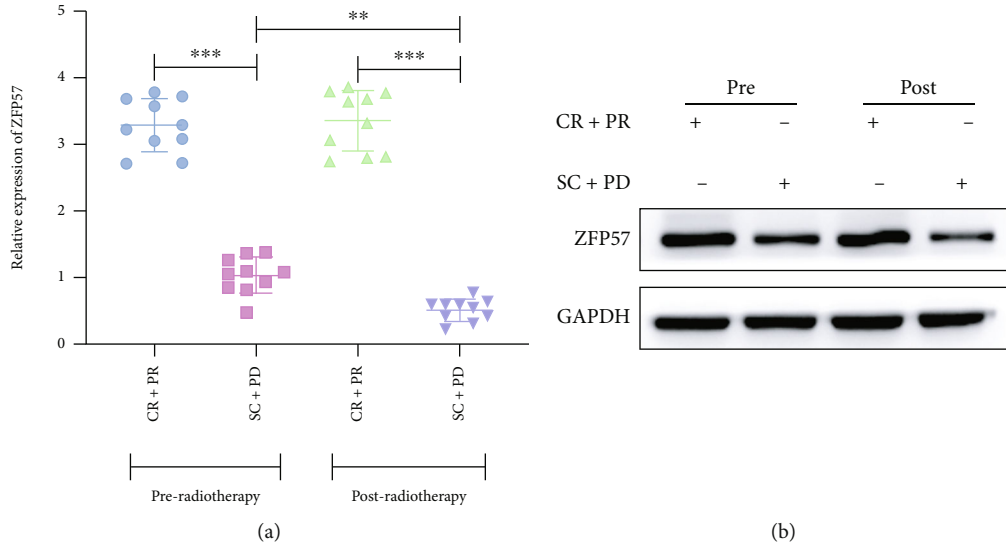 Relative expression of ZFP57
5
4
3
2
1
0
**
***
***
CR + PR
SC + PD
CR + PR
SC + PD
Pre-radiotherapy
Post-radiotherapy
(a)
Pre
Post
CR + PR
+
–
+
–
SC + PD
–
+
–
+
ZFP57
GAPDH
(b)